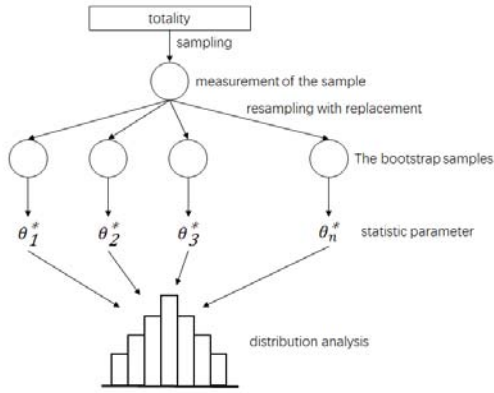 totality
sampling
measurement of the sample
resampling with replacement
The bootstrap samples
θ*1 θ*2 θ*3 θ*n statistic parameter
distribution analysis